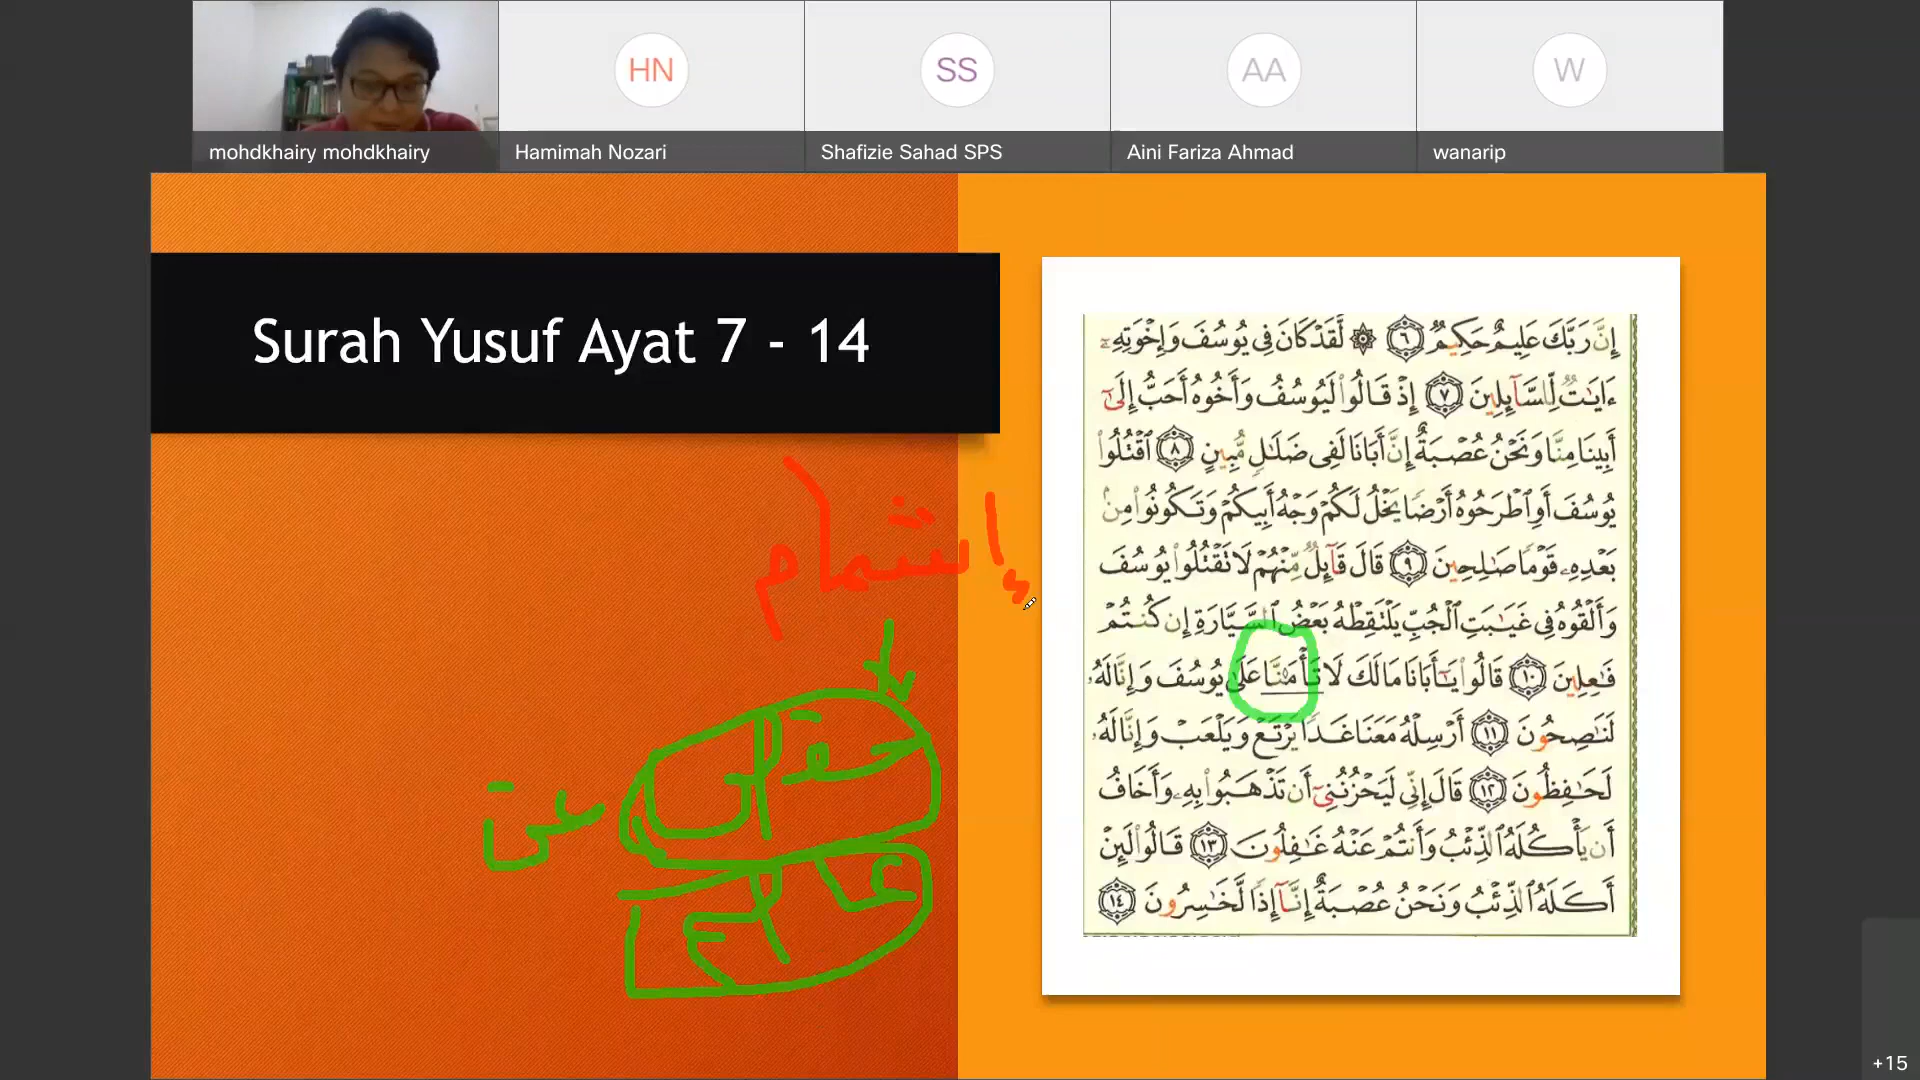 HN
SS
AA
W
mohdkhairy mohdkhairy
Hamimah Nozari
Shafizie Sahad SPS
Aini Fariza Ahmad
wanarip
Surah Yusuf Ayat 7 - 14
إشمام
إِنَّ رَبَّكَ عَلِيمٌ حَكِيمٌ ٦ ۞ لَّقَدْ كَانَ فِي يُوسُفَ وَإِخْوَتِهِۦٓ
ءَايَٰتٌ لِّلسَّآئِلِينَ ٧ إِذْ قَالُوا۟ لَيُوسُفُ وَأَخُوهُ أَحَبُّ إِلَىٰٓ
أَبِينَا مِنَّا وَنَحْنُ عُصْبَةٌ إِنَّ أَبَانَا لَفِى ضَلَٰلٍ مُّبِينٍ ٨ ٱقْتُلُوا۟
يُوسُفَ أَوِ ٱطْرَحُوهُ أَرْضًا يَخْلُ لَكُمْ وَجْهُ أَبِيكُمْ وَتَكُونُوا۟ مِنۢ
بَعْدِهِۦ قَوْمًا صَٰلِحِينَ ٩ قَالَ قَآئِلٌ مِّنْهُمْ لَا تَقْتُلُوا۟ يُوسُفَ
وَأَلْقُوهُ فِى غَيَٰبَتِ ٱلْجُبِّ يَلْتَقِطْهُ بَعْضُ ٱلسَّيَّارَةِ إِن كُنتُمْ
فَٰعِلِينَ ١٠ قَالُوا۟ يَٰٓأَبَانَا مَا لَكَ لَا تَأْمَ۫نَّا عَلَىٰ يُوسُفَ وَإِنَّا لَهُۥ
لَنَٰصِحُونَ ١١ أَرْسِلْهُ مَعَنَا غَدًا يَرْتَعْ وَيَلْعَبْ وَإِنَّا لَهُۥ
لَحَٰفِظُونَ ١٢ قَالَ إِنِّى لَيَحْزُنُنِىٓ أَن تَذْهَبُوا۟ بِهِۦ وَأَخَافُ
أَن يَأْكُلَهُ ٱلذِّئْبُ وَأَنتُمْ عَنْهُ غَٰفِلُونَ ١٣ قَالُوا۟ لَئِنْ
أَكَلَهُ ٱلذِّئْبُ وَنَحْنُ عُصْبَةٌ إِنَّآ إِذًا لَّخَٰسِرُونَ ١٤
+15